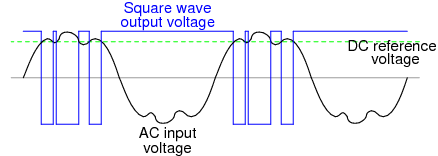 Square wave
output voltage
DC reference
voltage
AC input
voltage